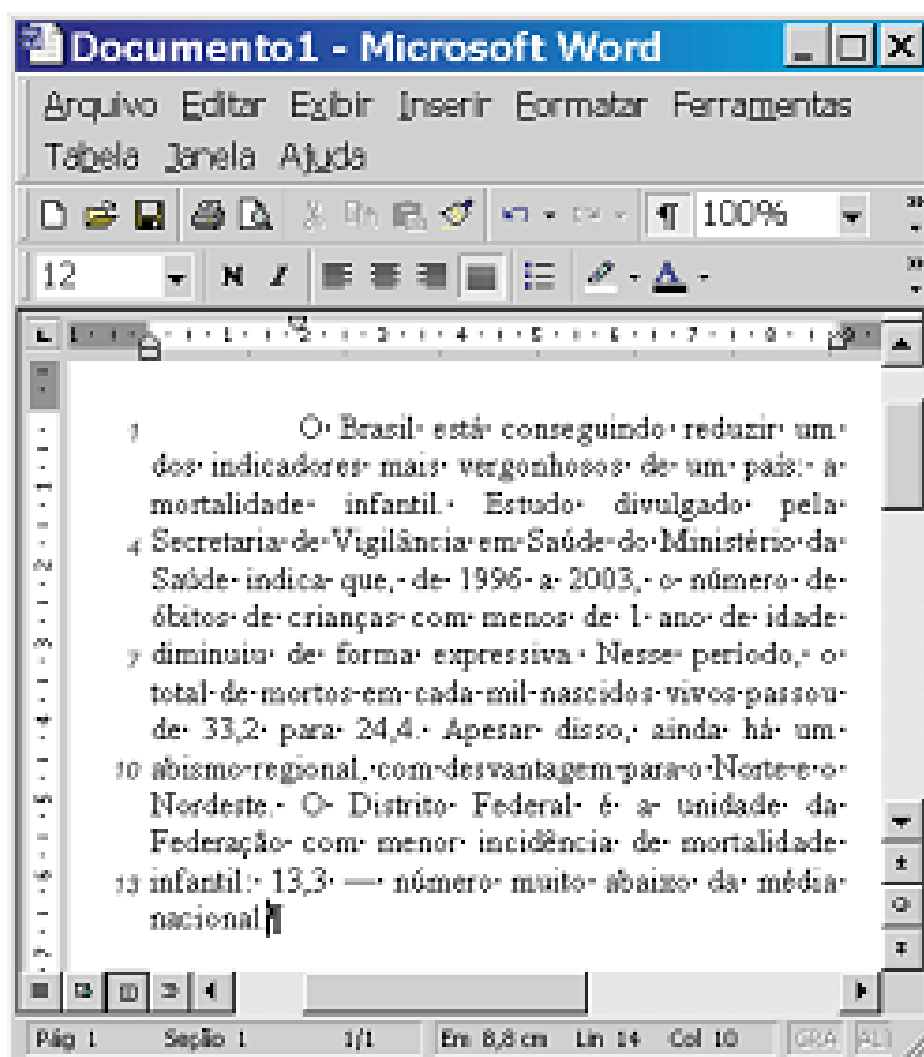 Documento1 - Microsoft Word
Arquivo Editar Exibir Inserir Formatar Ferramentas
Tabela Janela Ajuda
100%
12 N I A
1 O Brasil está conseguindo reduzir um
dos indicadores mais vergonhosos de um país: a
mortalidade infantil. Estudo divulgado pela
4 Secretaria de Vigilância em Saúde do Ministério da
Saúde indica que, de 1996 a 2003, o número de
óbitos de crianças com menos de 1 ano de idade
7 diminuiu de forma expressiva. Nesse período, o
total de mortos em cada mil nascidos vivos passou
de 33,2 para 24,4. Apesar disso, ainda há um
10 abismo regional, com desvantagem para o Norte e o
Nordeste. O Distrito Federal é a unidade da
Federação com menor incidência de mortalidade
13 infantil: 13,3 — número muito abaixo da média
nacional.¶
Pág 1 Seção 1 1/1 Em 8,8 cm Lin 14 Col 10 GRA ALT